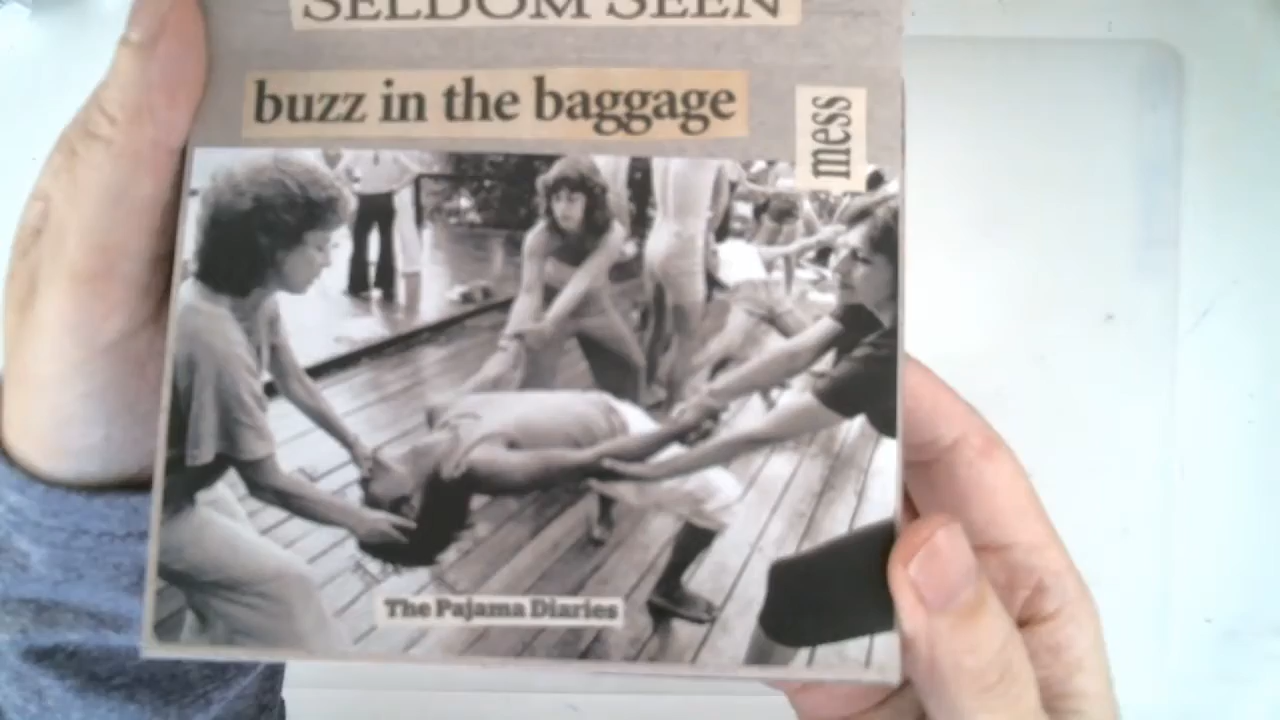 SELDOM SEEN
buzz in the baggage
mess
The Pajama Diaries